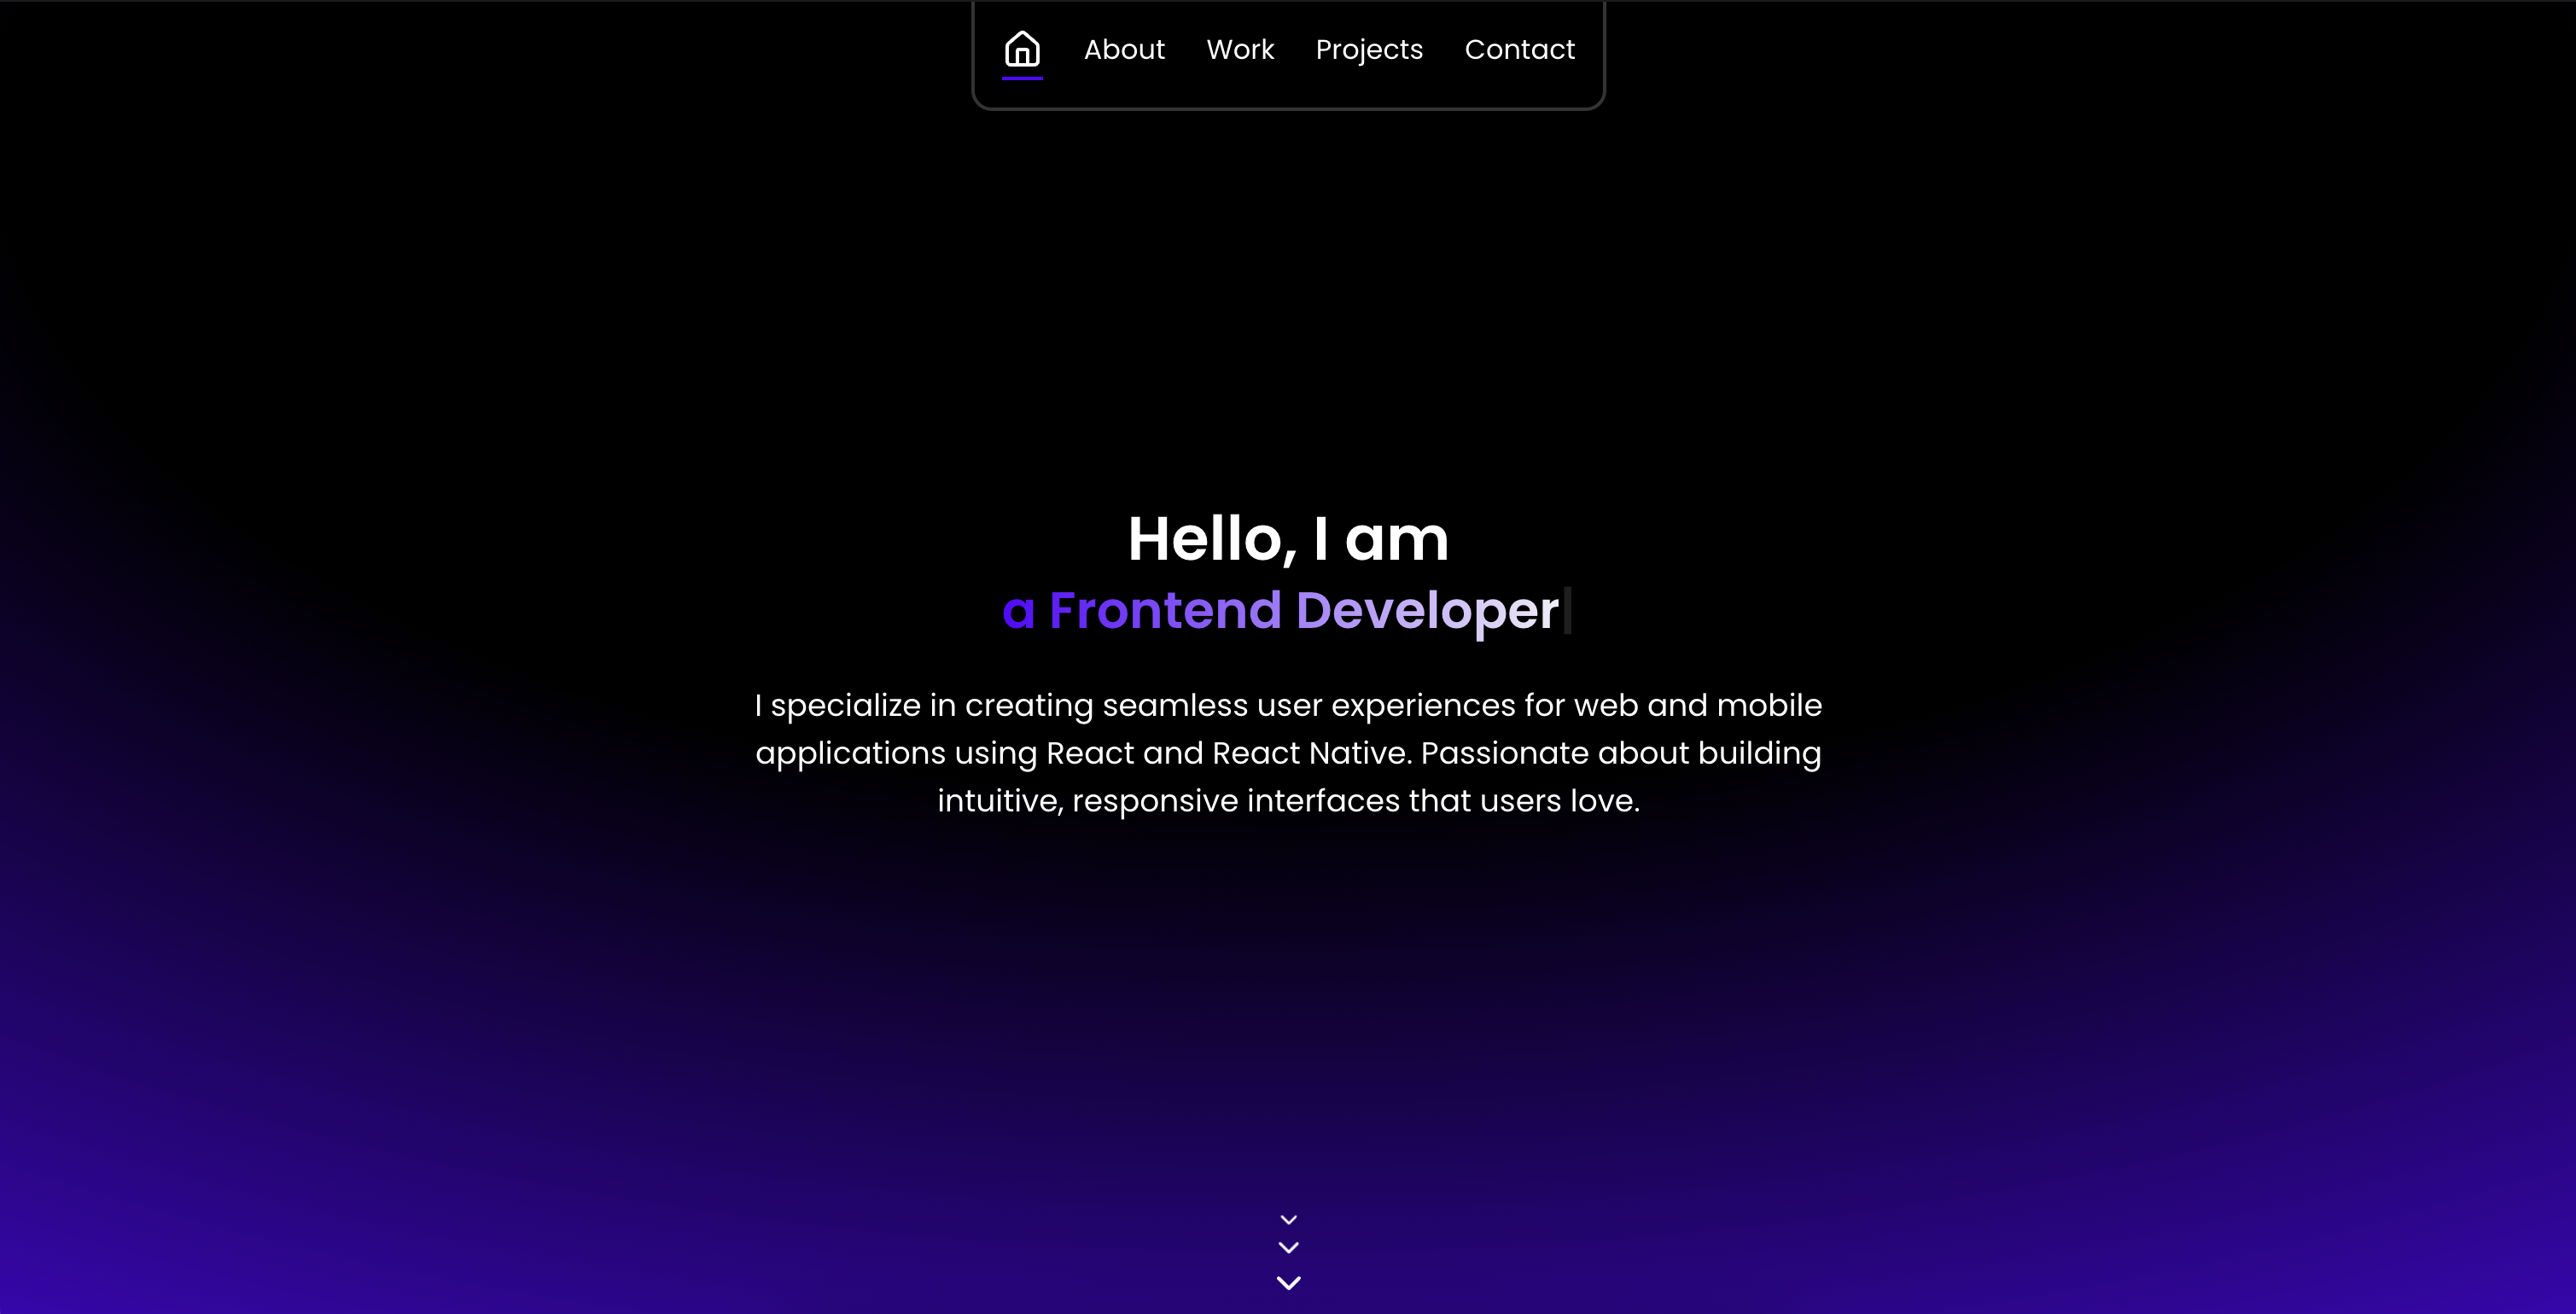 About Work Projects Contact
Hello, I am
a Frontend Developer
I specialize in creating seamless user experiences for web and mobile
applications using React and React Native. Passionate about building
intuitive, responsive interfaces that users love.